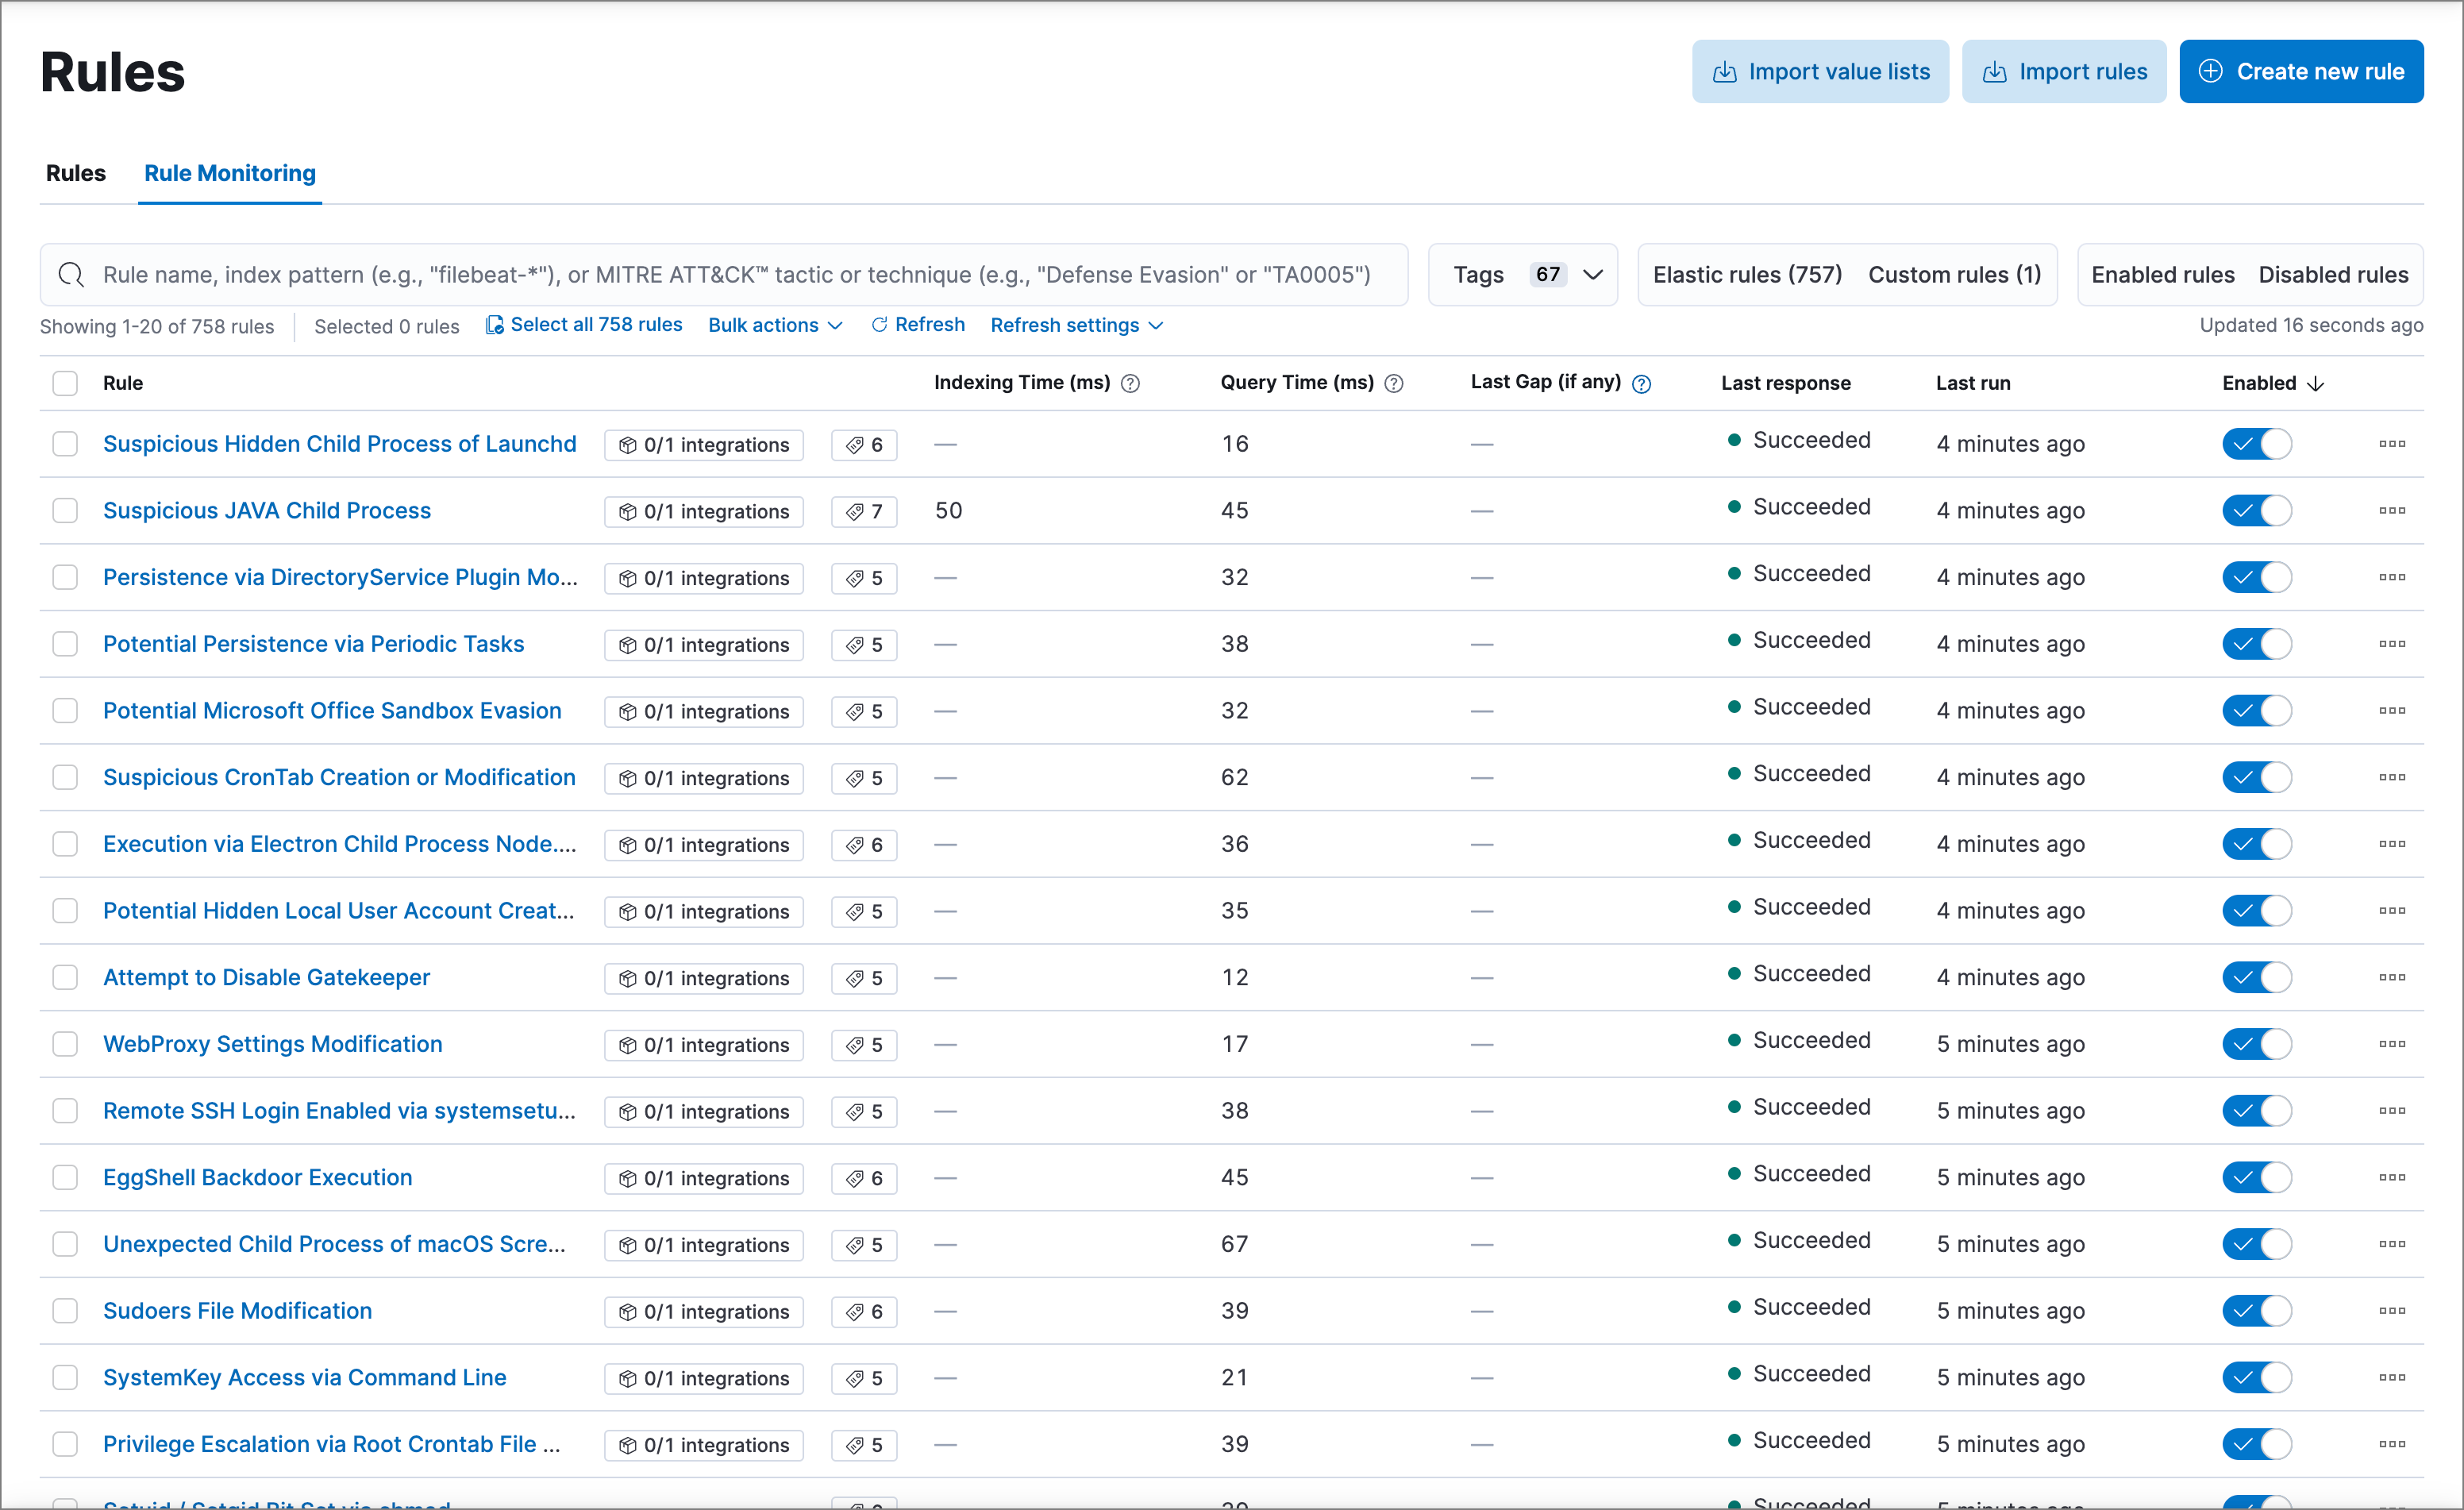 Rules
Import value lists
Import rules
Create new rule
Rules Rule Monitoring
Rule name, index pattern (e.g., "filebeat-*"), or MITRE ATT&CK™ tactic or technique (e.g., "Defense Evasion" or "TA0005")
Tags 67
Elastic rules (757) Custom rules (1)
Enabled rules Disabled rules
Showing 1-20 of 758 rules Selected 0 rules Select all 758 rules Bulk actions Refresh Refresh settings Updated 16 seconds ago
Rule Indexing Time (ms) Query Time (ms) Last Gap (if any) Last response Last run Enabled
Suspicious Hidden Child Process of Launchd 0/1 integrations 6 — 16 — Succeeded 4 minutes ago
Suspicious JAVA Child Process 0/1 integrations 7 50 45 — Succeeded 4 minutes ago
Persistence via DirectoryService Plugin Mo... 0/1 integrations 5 — 32 — Succeeded 4 minutes ago
Potential Persistence via Periodic Tasks 0/1 integrations 5 — 38 — Succeeded 4 minutes ago
Potential Microsoft Office Sandbox Evasion 0/1 integrations 5 — 32 — Succeeded 4 minutes ago
Suspicious CronTab Creation or Modification 0/1 integrations 5 — 62 — Succeeded 4 minutes ago
Execution via Electron Child Process Node.... 0/1 integrations 6 — 36 — Succeeded 4 minutes ago
Potential Hidden Local User Account Creat... 0/1 integrations 5 — 35 — Succeeded 4 minutes ago
Attempt to Disable Gatekeeper 0/1 integrations 5 — 12 — Succeeded 4 minutes ago
WebProxy Settings Modification 0/1 integrations 5 — 17 — Succeeded 5 minutes ago
Remote SSH Login Enabled via systemsetu... 0/1 integrations 5 — 38 — Succeeded 5 minutes ago
EggShell Backdoor Execution 0/1 integrations 6 — 45 — Succeeded 5 minutes ago
Unexpected Child Process of macOS Scre... 0/1 integrations 5 — 67 — Succeeded 5 minutes ago
Sudoers File Modification 0/1 integrations 6 — 39 — Succeeded 5 minutes ago
SystemKey Access via Command Line 0/1 integrations 5 — 21 — Succeeded 5 minutes ago
Privilege Escalation via Root Crontab File ... 0/1 integrations 5 — 39 — Succeeded 5 minutes ago
Setuid / Setgid Bit Set via chmod Succeeded 5 minutes ago